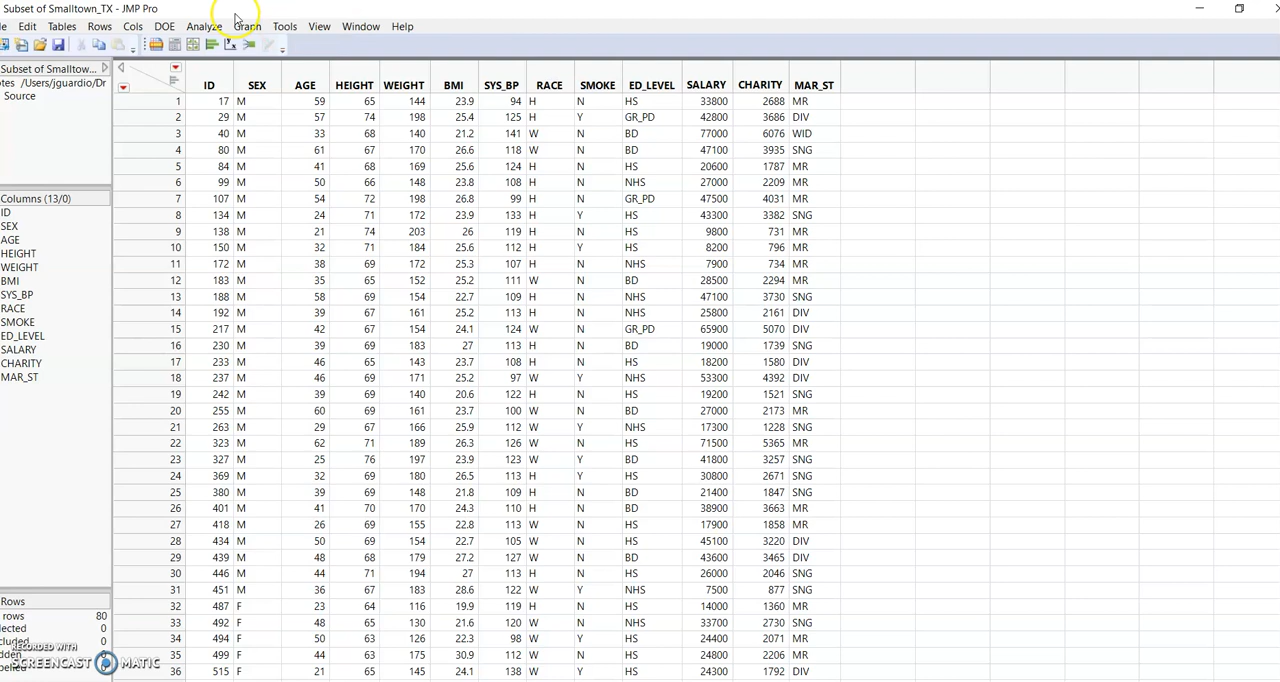 Subset of Smalltown_TX - JMP Pro
le Edit Tables Rows Cols DOE Analyze Graph Tools View Window Help
Subset of Smalltown...
otes /Users/jguardio/Dr
Source
Columns (13/0)
ID
SEX
AGE
HEIGHT
WEIGHT
BMI
SYS_BP
RACE
SMOKE
ED_LEVEL
SALARY
CHARITY
MAR_ST
Rows
rows 80
lected 0
cluded 0
dden 0
belled 0
RECORDED WITH
SCREENCAST MATIC
ID SEX AGE HEIGHT WEIGHT BMI SYS_BP RACE SMOKE ED_LEVEL SALARY CHARITY MAR_ST
1 17 M 59 65 144 23.9 94 H N HS 33800 2688 MR
2 29 M 57 74 198 25.4 125 H Y GR_PD 42800 3686 DIV
3 40 M 33 68 140 21.2 141 W N BD 77000 6076 WID
4 80 M 61 67 170 26.6 118 W N BD 47100 3935 SNG
5 84 M 41 68 169 25.6 124 H N HS 20600 1787 MR
6 99 M 50 66 148 23.8 108 H N NHS 27000 2209 MR
7 107 M 54 72 198 26.8 99 H N GR_PD 47500 4031 MR
8 134 M 24 71 172 23.9 133 H Y HS 43300 3382 SNG
9 138 M 21 74 203 26 119 H N HS 9800 731 MR
10 150 M 32 71 184 25.6 112 H Y HS 8200 796 MR
11 172 M 38 69 172 25.3 107 H N NHS 7900 734 MR
12 183 M 35 65 152 25.2 111 W N BD 28500 2294 MR
13 188 M 58 69 154 22.7 109 H N NHS 47100 3730 SNG
14 192 M 39 67 161 25.2 113 H N NHS 25800 2161 DIV
15 217 M 42 67 154 24.1 124 W N GR_PD 65900 5070 DIV
16 230 M 39 69 183 27 113 H N BD 19000 1739 SNG
17 233 M 46 65 143 23.7 108 H N HS 18200 1580 DIV
18 237 M 46 69 171 25.2 97 W Y NHS 53300 4392 DIV
19 242 M 39 69 140 20.6 122 H N HS 19200 1521 SNG
20 255 M 60 69 161 23.7 100 W N BD 27000 2173 MR
21 263 M 29 67 166 25.9 112 W Y NHS 17300 1228 SNG
22 323 M 62 71 189 26.3 126 W N HS 71500 5365 MR
23 327 M 25 76 197 23.9 123 W Y BD 41800 3257 SNG
24 369 M 32 69 180 26.5 113 H Y HS 30800 2671 SNG
25 380 M 39 69 148 21.8 109 H N BD 21400 1847 SNG
26 401 M 41 70 170 24.3 110 H N BD 38900 3663 MR
27 418 M 26 69 155 22.8 113 W N HS 17900 1858 MR
28 434 M 50 69 154 22.7 105 W N HS 45100 3220 DIV
29 439 M 48 68 179 27.2 127 W N BD 43600 3465 DIV
30 446 M 44 71 194 27 113 H N HS 26000 2046 SNG
31 451 M 36 67 183 28.6 122 W Y NHS 7500 877 SNG
32 487 F 23 64 116 19.9 119 H N HS 14000 1360 MR
33 492 F 48 65 130 21.6 120 W N NHS 33700 2730 SNG
34 494 F 50 63 126 22.3 98 W Y HS 24400 2071 MR
35 499 F 44 63 175 30.9 112 W N HS 24800 2206 MR
36 515 F 21 65 145 24.1 138 W Y HS 24300 1792 DIV